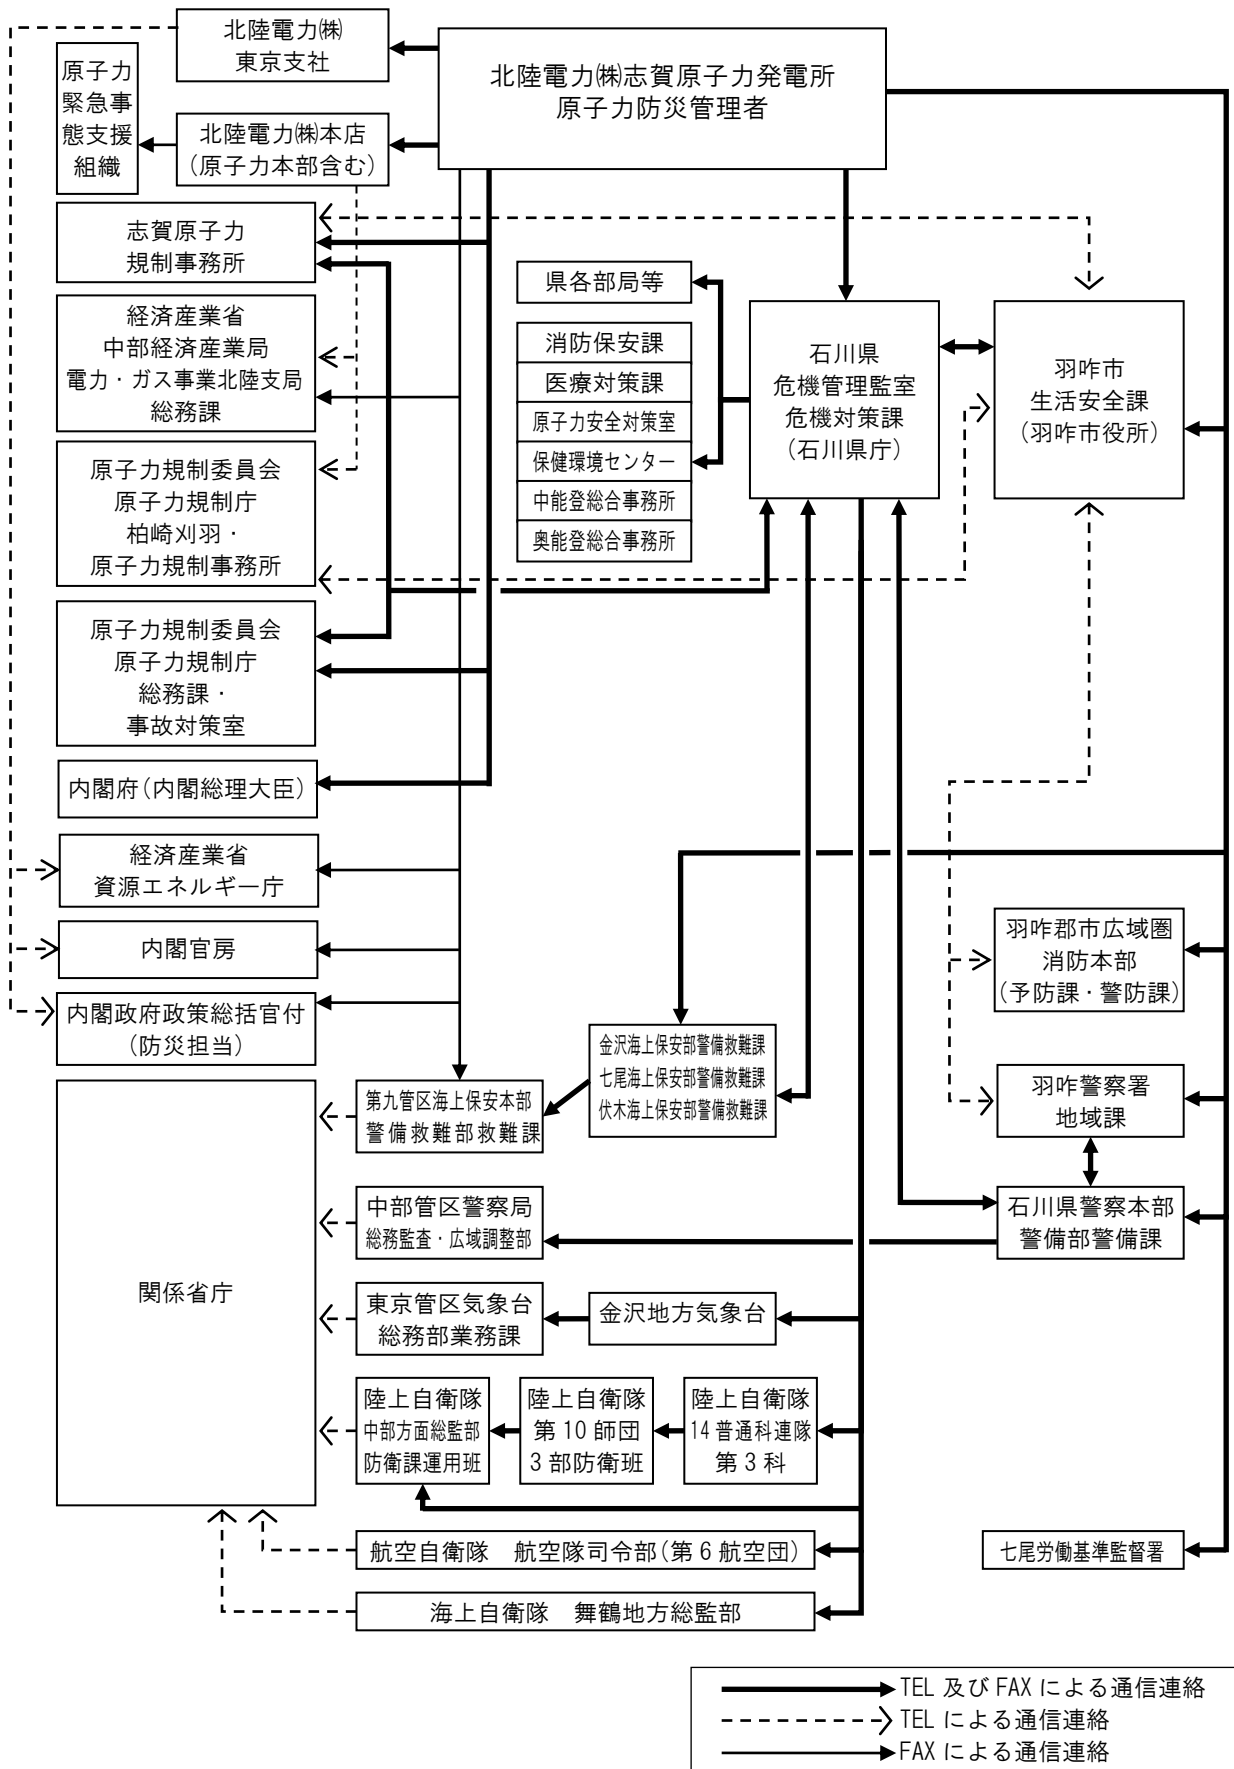 北陸電力㈱
東京支社
北陸電力㈱志賀原子力発電所
原子力防災管理者
原子力
緊急事
態支援
組織
北陸電力㈱本店
（原子力本部含む）
志賀原子力
規制事務所
経済産業省
中部経済産業局
電力・ガス事業北陸支局
総務課
原子力規制委員会
原子力規制庁
柏崎刈羽・
原子力規制事務所
原子力規制委員会
原子力規制庁
総務課・
事故対策室
内閣府（内閣総理大臣）
経済産業省
資源エネルギー庁
内閣官房
内閣政府政策総括官付
（防災担当）
関係省庁
県各部局等
消防保安課
医療対策課
原子力安全対策室
保健環境センター
中能登総合事務所
奥能登総合事務所
石川県
危機管理監室
危機対策課
（石川県庁）
羽咋市
生活安全課
（羽咋市役所）
羽咋郡市広域圏
消防本部
（予防課・警防課）
金沢海上保安部警備救難課
七尾海上保安部警備救難課
伏木海上保安部警備救難課
第九管区海上保安本部
警備救難部救難課
羽咋警察署
地域課
中部管区警察局
総務監査・広域調整部
石川県警察本部
警備部警備課
東京管区気象台
総務部業務課
金沢地方気象台
陸上自衛隊
中部方面総監部
防衛課運用班
陸上自衛隊
第 10 師団
3 部防衛班
陸上自衛隊
14 普通科連隊
第 3 科
航空自衛隊　航空隊司令部（第 6 航空団）
海上自衛隊　舞鶴地方総監部
七尾労働基準監督署
TEL 及び FAX による通信連絡
TEL による通信連絡
FAX による通信連絡